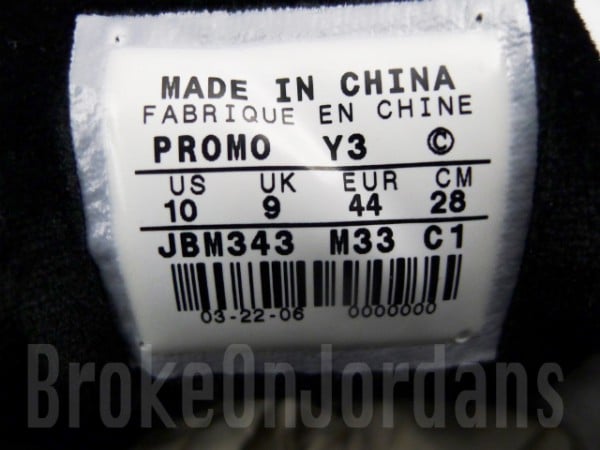 MADE IN CHINA
FABRIQUE EN CHINE
PROMO Y3 ©
US UK EUR CM
10 9 44 28
JBM343 M33 C1
03-22-06 0000000
BrokeOnJordans